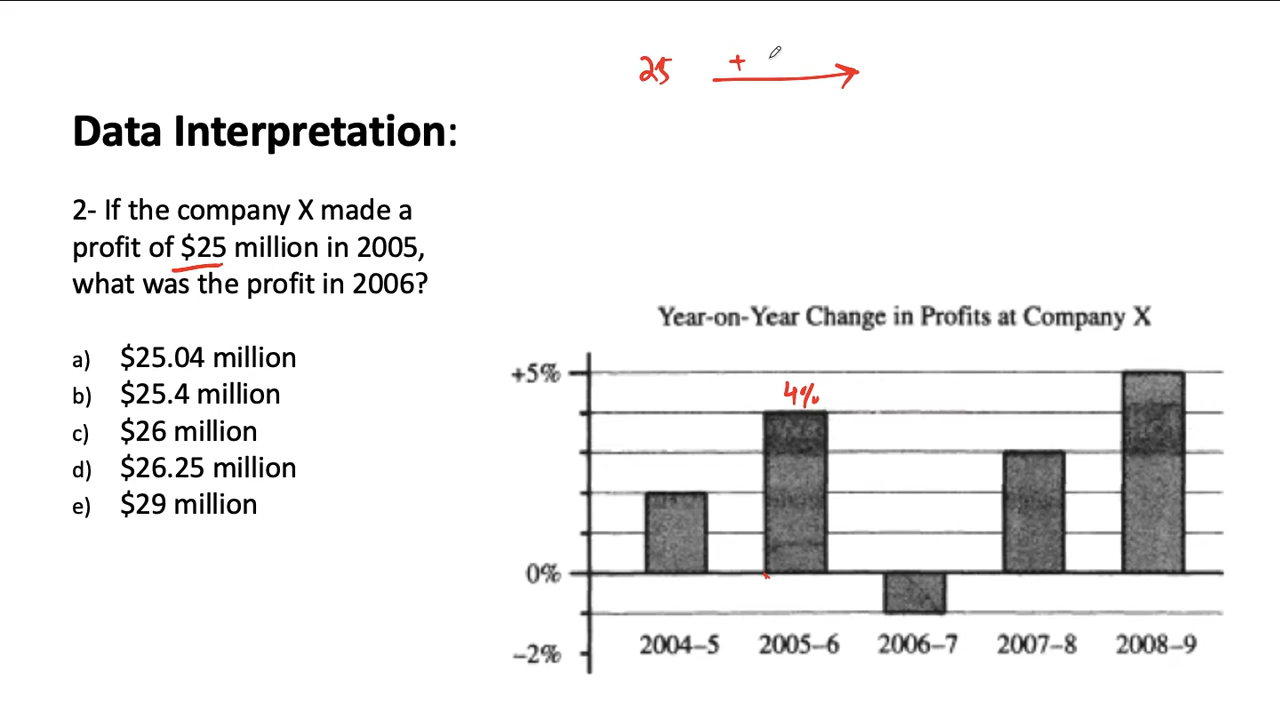 25 +
Data Interpretation:
2- If the company X made a
profit of $25 million in 2005,
what was the profit in 2006?
a) $25.04 million
b) $25.4 million
c) $26 million
d) $26.25 million
e) $29 million
Year-on-Year Change in Profits at Company X
+5%
4%
0%
-2%
2004–5 2005–6 2006–7 2007–8 2008–9